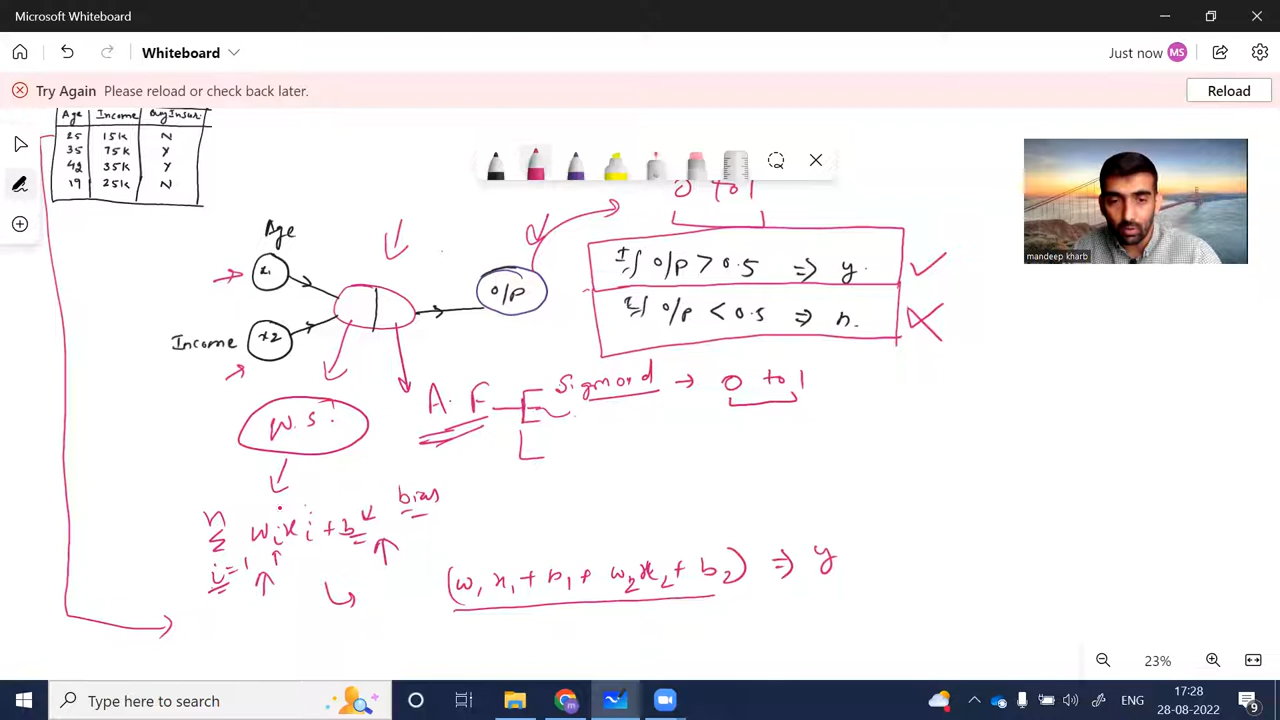 Microsoft Whiteboard
Whiteboard
Just now MS
Try Again Please reload or check back later.
Reload
Age Income BuyInsur.
25 15k N
35 75k Y
42 35k Y
19 25k N
mandeep kharb
0 to 1
Age
x1
Income x2
O/P
If O/P > 0.5 ⇒ y.
If O/P < 0.5 ⇒ n.
W.S.
A.F
Sigmoid → 0 to 1
bias
n
Σ wixi + b
i=1
(w1x1 + b1 + w2x2 + b2) ⇒ y
23%
Type here to search
ENG
17:28
28-08-2022
9